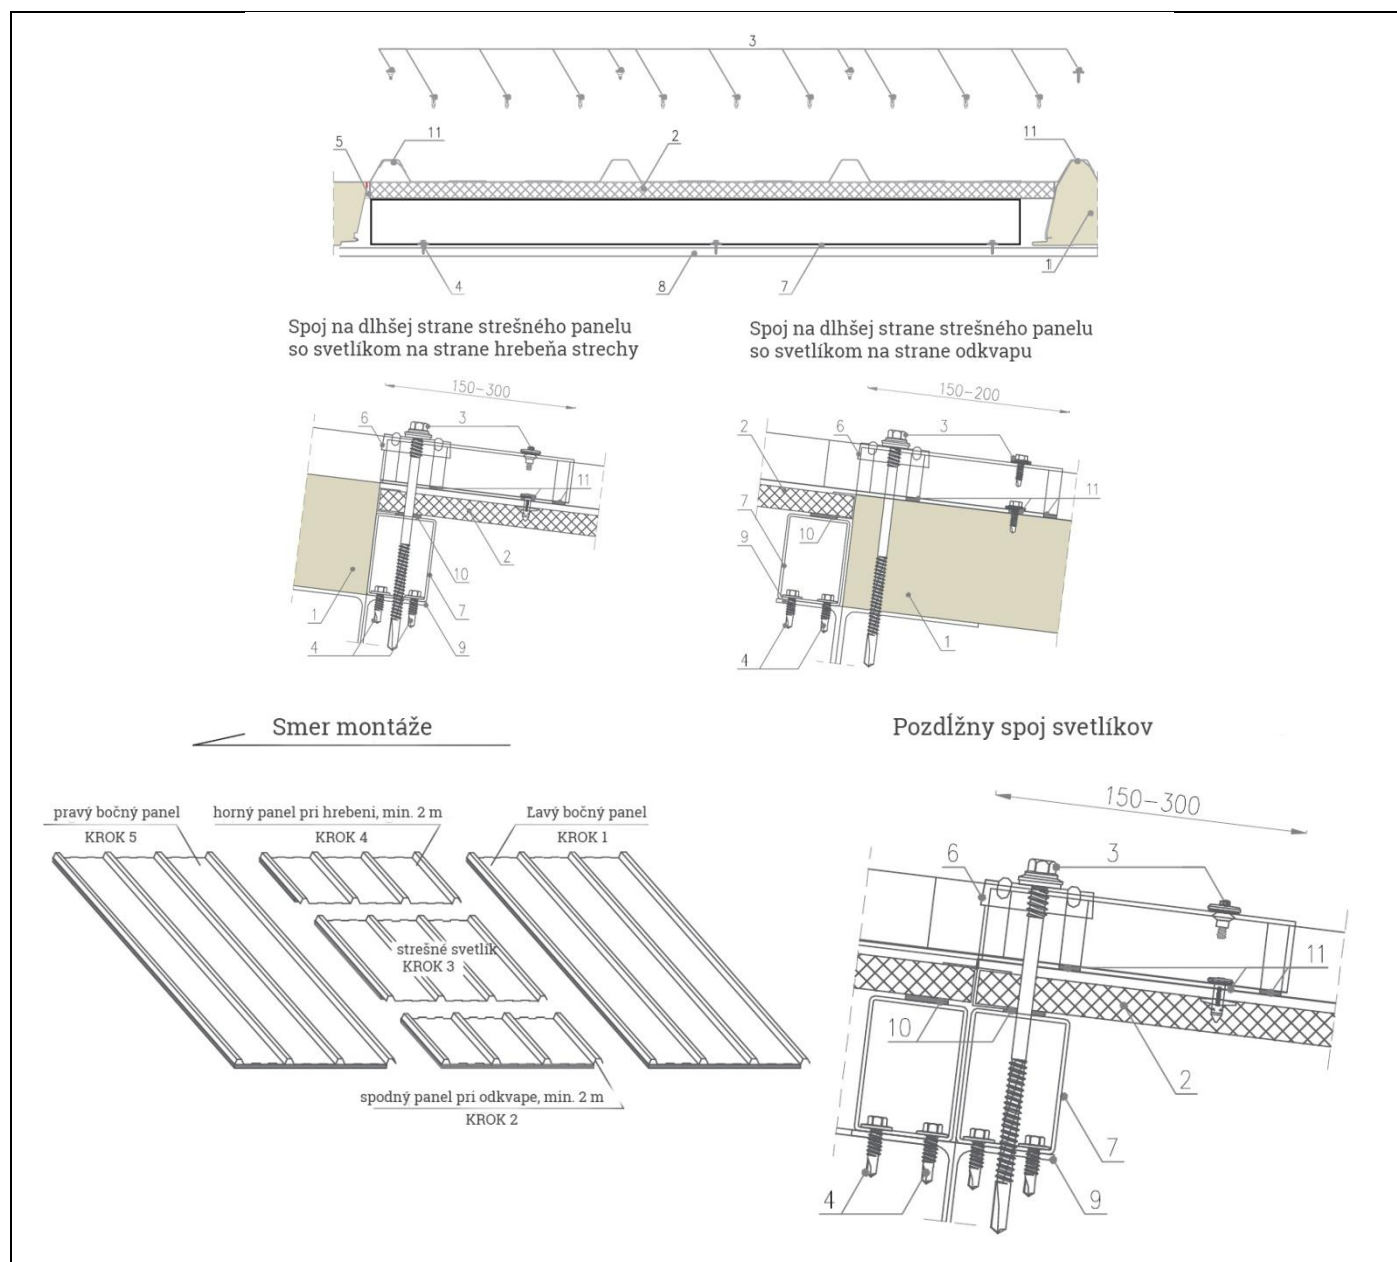 3
5
11
2
11
4
8
7
1
Spoj na dlhšej strane strešného panelu
so svetlíkom na strane hrebeňa strechy
Spoj na dlhšej strane strešného panelu
so svetlíkom na strane odkvapu
150-300
6
3
11
2
10
1
7
4
9
150-200
2
6
3
7
11
9
10
1
4
Smer montáže
Pozdĺžny spoj svetlíkov
pravý bočný panel
KROK 5
horný panel pri hrebeni, min. 2 m
KROK 4
Ľavý bočný panel
KROK 1
strešné svetlík
KROK 3
spodný panel pri odkvape, min. 2 m
KROK 2
150-300
6
3
11
10
2
7
4
9